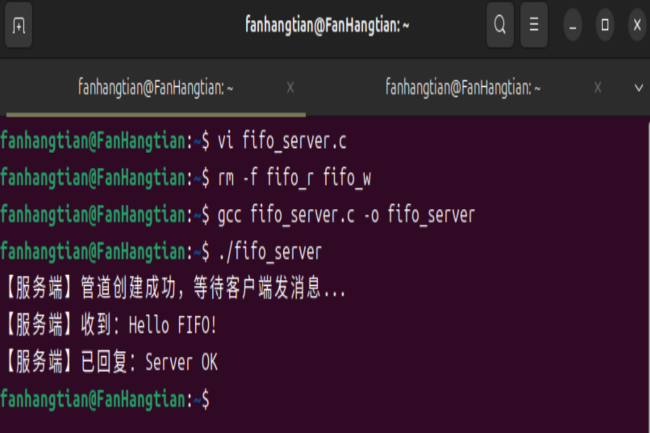 fanhangtian@FanHangtian: ~
fanhangtian@FanHangtian: ~
fanhangtian@FanHangtian: ~
fanhangtian@FanHangtian:~$ vi fifo_server.c
fanhangtian@FanHangtian:~$ rm -f fifo_r fifo_w
fanhangtian@FanHangtian:~$ gcc fifo_server.c -o fifo_server
fanhangtian@FanHangtian:~$ ./fifo_server
【服务端】管道创建成功，等待客户端发消息...
【服务端】收到：Hello FIFO!
【服务端】已回复：Server OK
fanhangtian@FanHangtian:~$